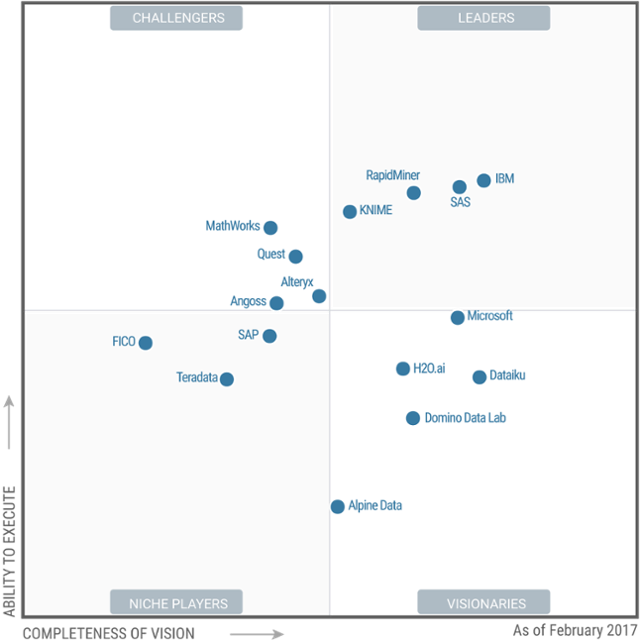 CHALLENGERS
LEADERS
RapidMiner
IBM
SAS
KNIME
MathWorks
Quest
Alteryx
Angoss
Microsoft
SAP
FICO
H2O.ai
Teradata
Dataiku
Domino Data Lab
Alpine Data
NICHE PLAYERS
VISIONARIES
ABILITY TO EXECUTE
COMPLETENESS OF VISION
As of February 2017